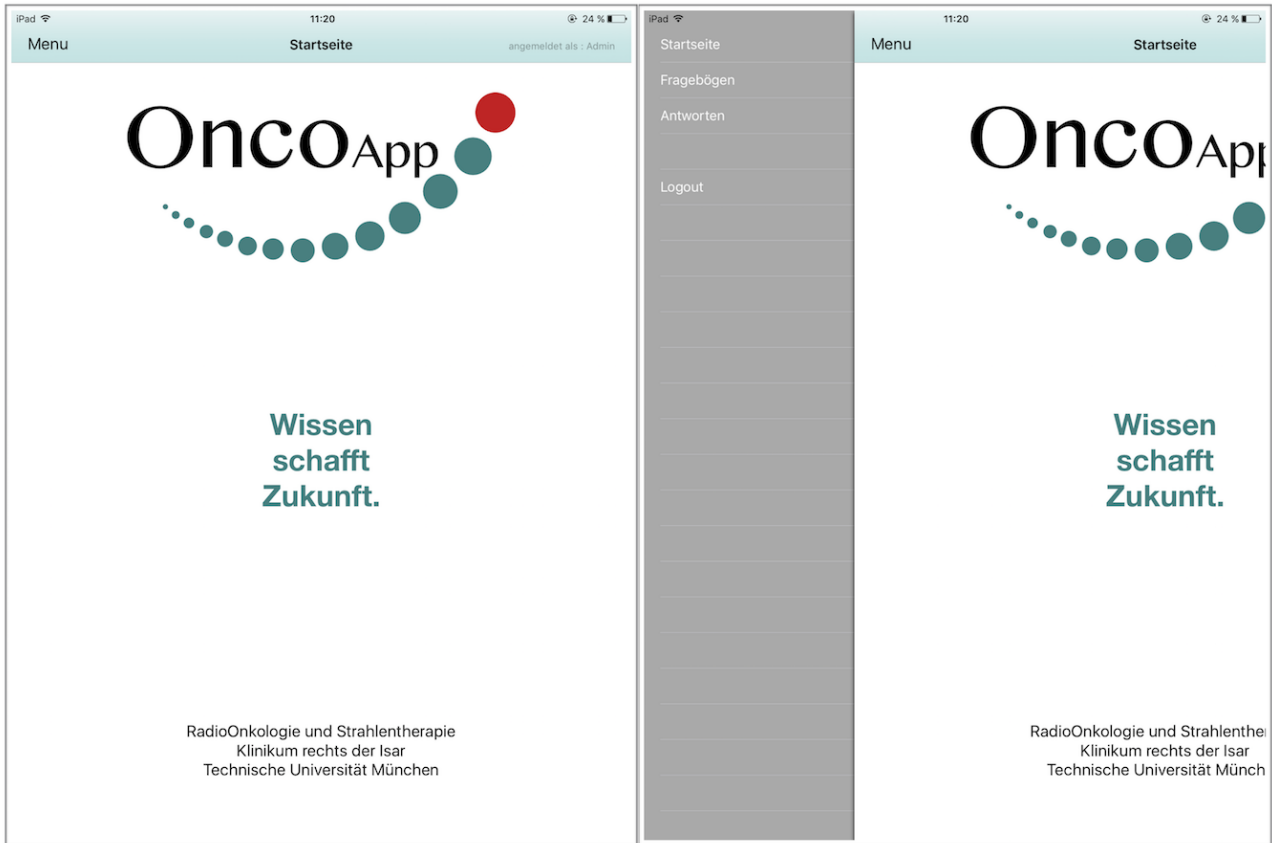 iPad 11:20 24 %
Menu Startseite angemeldet als : Admin
OncoApp
Wissen
schafft
Zukunft.
RadioOnkologie und Strahlentherapie
Klinikum rechts der Isar
Technische Universität München
iPad 11:20 24 %
Startseite
Fragebögen
Antworten
Logout
Menu Startseite
OncoApp
Wissen
schafft
Zukunft.
RadioOnkologie und Strahlenthe
Klinikum rechts der Isar
Technische Universität Münch